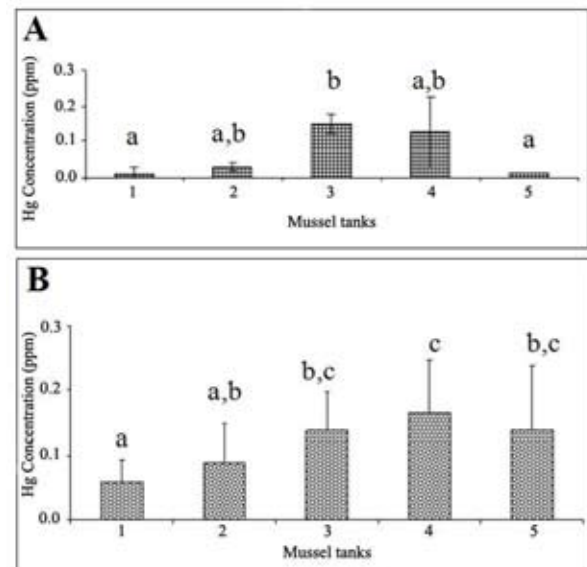 A
Hg Concentration (ppm)
0.3
0.2
0.1
0.0
a
a,b
b
a,b
a
1 2 3 4 5
Mussel tanks
B
Hg Concentration (ppm)
0.3
0.2
0.1
0.0
a
a,b
b,c
c
b,c
1 2 3 4 5
Mussel tanks